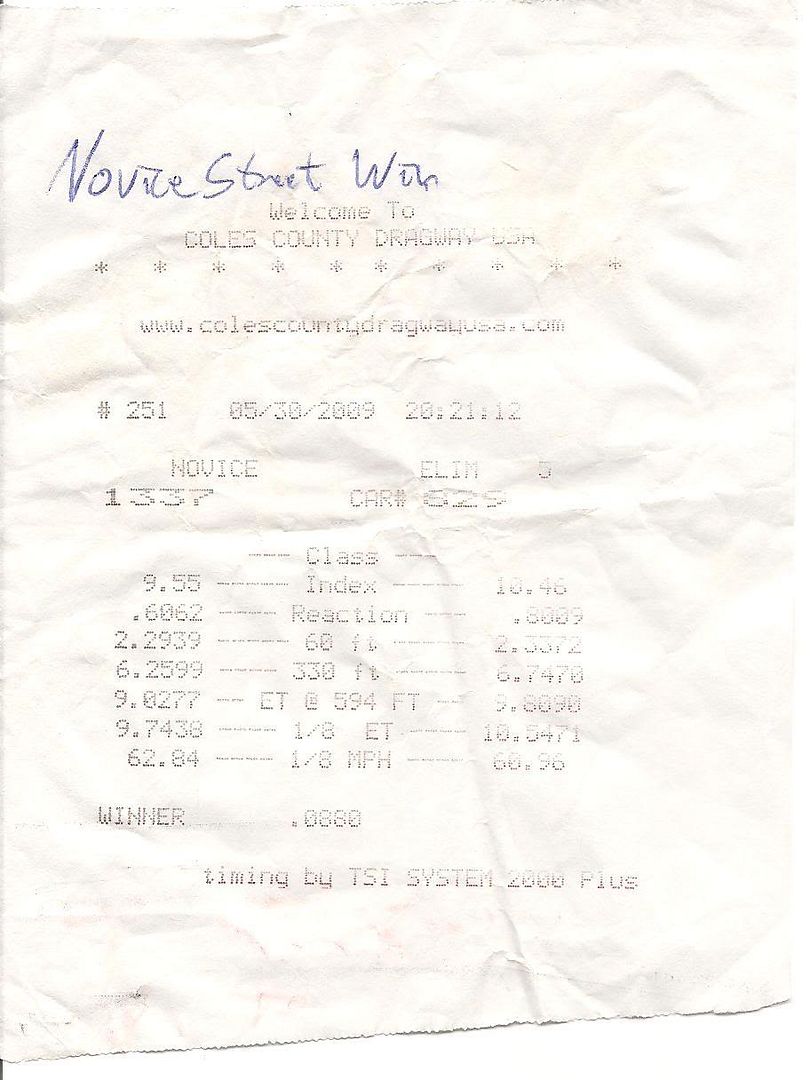 Novice Street Win
Welcome To
COLES COUNTY DRAGWAY USA
* * * * * * * * * *
www.colescountydragwayusa.com
# 251 05/30/2009 20:21:12
NOVICE ELIM 5
1337 CAR# 629
---- Class ----
9.55 ------- Index ------- 10.46
.6062 ------ Reaction ---- .8009
2.2939 ------- 60 ft ------- 2.3372
6.2599 ------ 330 ft ------ 6.7470
9.0277 --- ET @ 594 FT --- 9.8090
9.7438 ------ 1/8 ET ------ 10.5471
62.84 ------ 1/8 MPH ------ 60.96
WINNER .0880
timing by TSI SYSTEM 2000 Plus